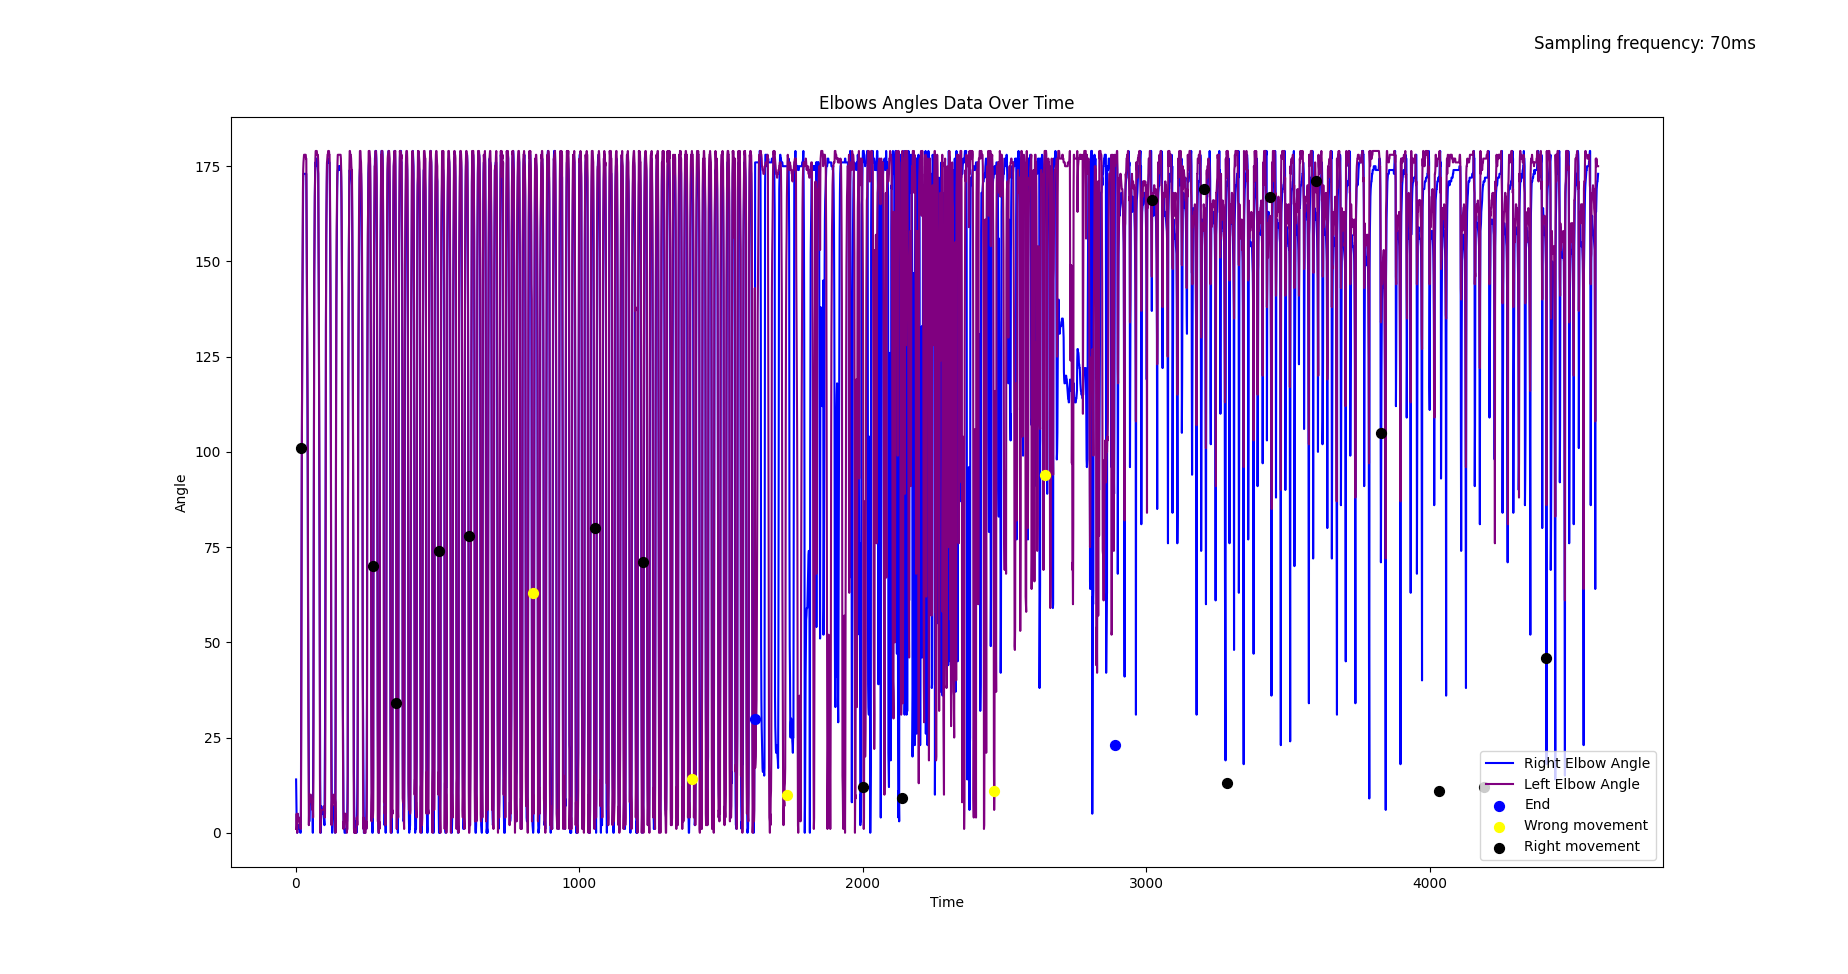 Sampling frequency: 70ms
Elbows Angles Data Over Time
Angle
175
150
125
100
75
50
25
0
0 1000 2000 3000 4000
Time
Right Elbow Angle
Left Elbow Angle
End
Wrong movement
Right movement